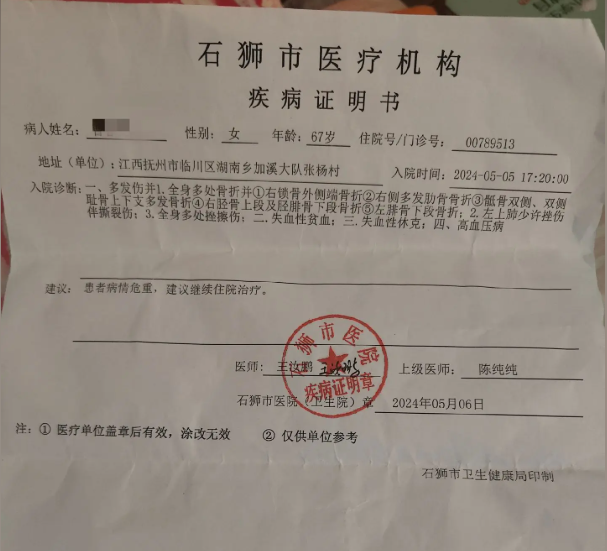 石狮市医疗机构
疾病证明书
病人姓名： 性别： 女 年龄： 67岁 住院号/门诊号： 00789513
地址（单位）：江西抚州市临川区湖南乡加溪大队张杨村 入院时间：2024-05-05 17:20:00
入院诊断：一、多发伤并1.全身多处骨折并①右锁骨外侧端骨折②右侧多发肋骨骨折③骶骨双侧、双侧
耻骨上下支多发骨折④右胫骨上段及胫腓骨下段骨折⑤左腓骨下段骨折；2.左上肺少许挫伤
伴撕裂伤；3.全身多处挫擦伤；二.失血性贫血；三.失血性休克；四、高血压病
建议： 患者病情危重，建议继续住院治疗。
石狮市医院
疾病证明章
医师： 王汝鹏 王汝鹏 上级医师： 陈纯纯
石狮市医院（卫生院）章 2024年05月06日
注：① 医疗单位盖章后有效，涂改无效 ② 仅供单位参考
石狮市卫生健康局印制